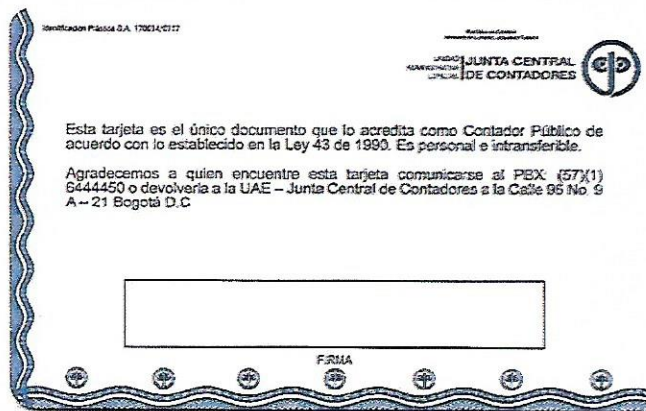 Identificación Plástica S.A.
UNIDAD
ADMINISTRATIVA
ESPECIAL
JUNTA CENTRAL
DE CONTADORES
Esta tarjeta es el único documento que lo acredita como Contador Público de
acuerdo con lo establecido en la Ley 43 de 1990. Es personal e intransferible.
Agradecemos a quien encuentre esta tarjeta comunicarse al PBX: (57)(1)
6444450 o devolverla a la UAE – Junta Central de Contadores a la Calle 96 No. 9
A – 21 Bogotá D.C
FIRMA